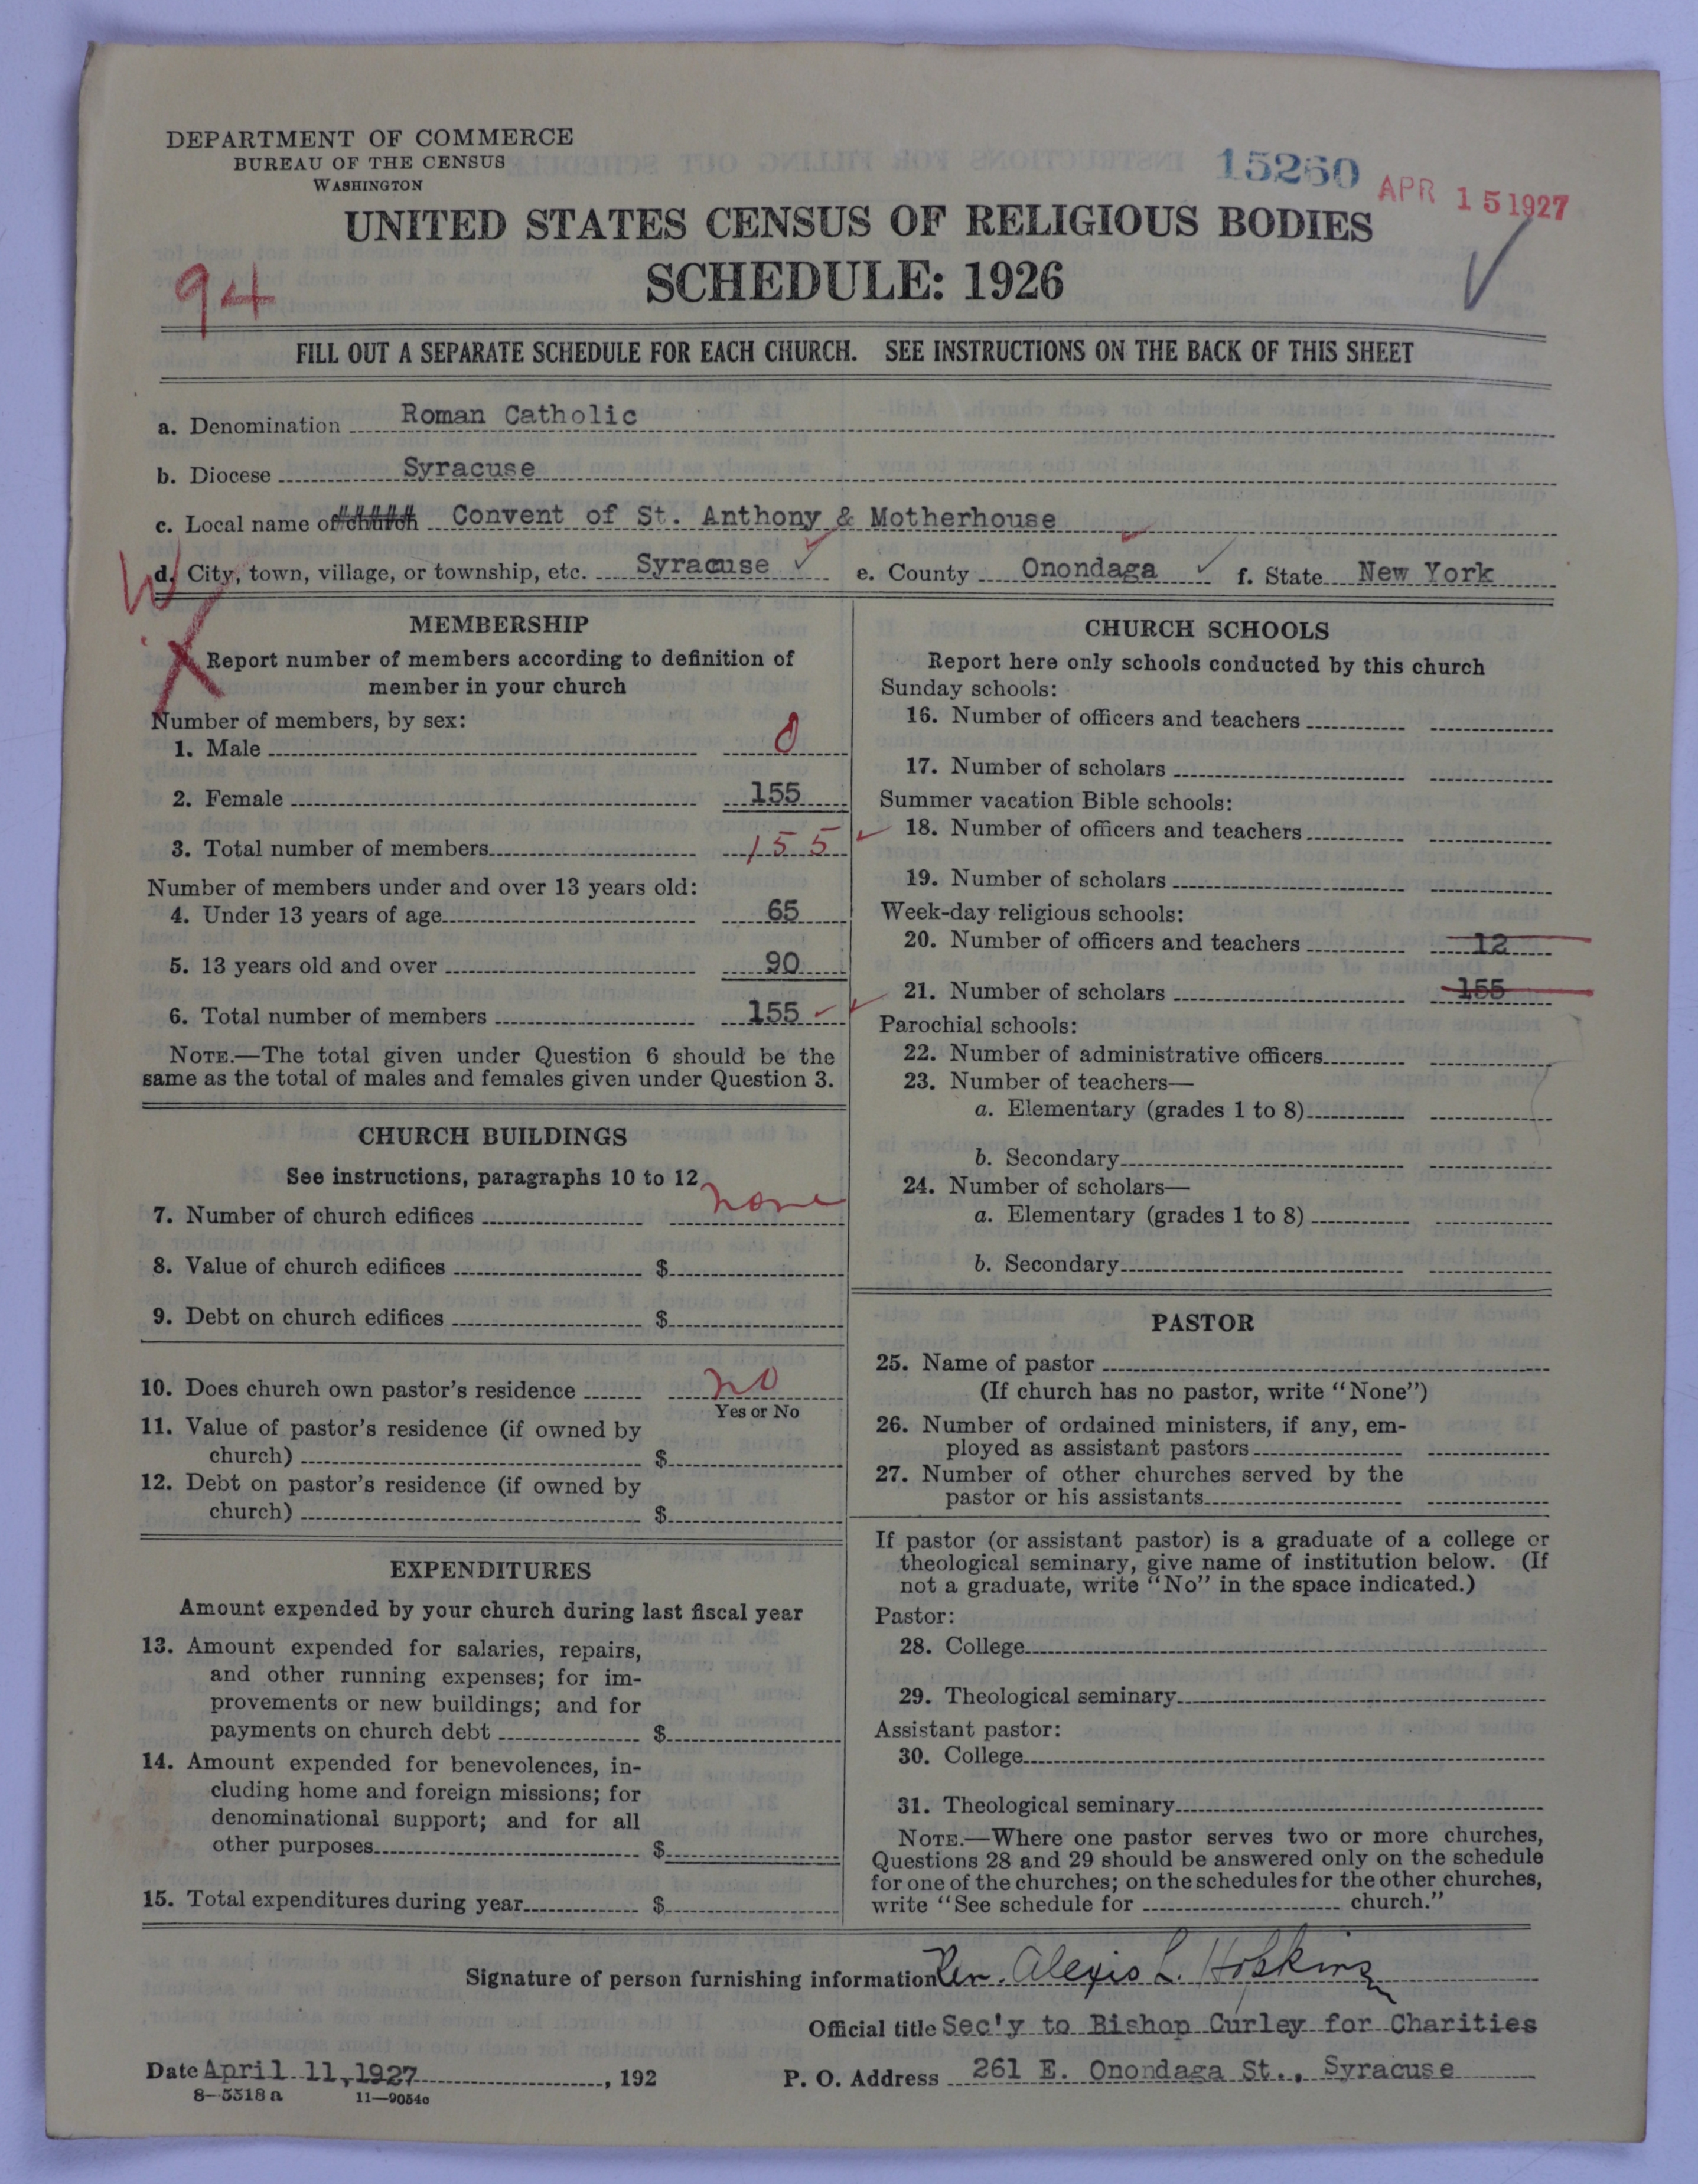 DEPARTMENT OF COMMERCE
BUREAU OF THE CENSUS
WASHINGTON
15260
APR 15 1927
UNITED STATES CENSUS OF RELIGIOUS BODIES
SCHEDULE: 1926
94
FILL OUT A SEPARATE SCHEDULE FOR EACH CHURCH. SEE INSTRUCTIONS ON THE BACK OF THIS SHEET
a. Denomination Roman Catholic
b. Diocese Syracuse
c. Local name of church Convent of St. Anthony & Motherhouse
d. City, town, village, or township, etc. Syracuse ✓ e. County Onondaga ✓ f. State New York
MEMBERSHIP
Report number of members according to definition of
member in your church
Number of members, by sex:
1. Male 0
2. Female 155
3. Total number of members 155
Number of members under and over 13 years old:
4. Under 13 years of age 65
5. 13 years old and over 90
6. Total number of members 155
NOTE.—The total given under Question 6 should be the
same as the total of males and females given under Question 3.
CHURCH BUILDINGS
See instructions, paragraphs 10 to 12
7. Number of church edifices none
8. Value of church edifices $
9. Debt on church edifices $
10. Does church own pastor's residence no
Yes or No
11. Value of pastor's residence (if owned by
church) $
12. Debt on pastor's residence (if owned by
church) $
EXPENDITURES
Amount expended by your church during last fiscal year
13. Amount expended for salaries, repairs,
and other running expenses; for im-
provements or new buildings; and for
payments on church debt $
14. Amount expended for benevolences, in-
cluding home and foreign missions; for
denominational support; and for all
other purposes $
15. Total expenditures during year $
CHURCH SCHOOLS
Report here only schools conducted by this church
Sunday schools:
16. Number of officers and teachers
17. Number of scholars
Summer vacation Bible schools:
18. Number of officers and teachers
19. Number of scholars
Week-day religious schools:
20. Number of officers and teachers 12
21. Number of scholars 155
Parochial schools:
22. Number of administrative officers
23. Number of teachers—
a. Elementary (grades 1 to 8)
b. Secondary
24. Number of scholars—
a. Elementary (grades 1 to 8)
b. Secondary
PASTOR
25. Name of pastor
(If church has no pastor, write "None")
26. Number of ordained ministers, if any, em-
ployed as assistant pastors
27. Number of other churches served by the
pastor or his assistants
If pastor (or assistant pastor) is a graduate of a college or
theological seminary, give name of institution below. (If
not a graduate, write "No" in the space indicated.)
Pastor:
28. College
29. Theological seminary
Assistant pastor:
30. College
31. Theological seminary
NOTE.—Where one pastor serves two or more churches,
Questions 28 and 29 should be answered only on the schedule
for one of the churches; on the schedules for the other churches,
write "See schedule for church."
Signature of person furnishing information Rev. Alexis L. Hopkins
Official title Sec'y to Bishop Curley for Charities
Date April 11, 1927, 192
P. O. Address 261 E. Onondaga St., Syracuse
8—5518 a 11—9054c